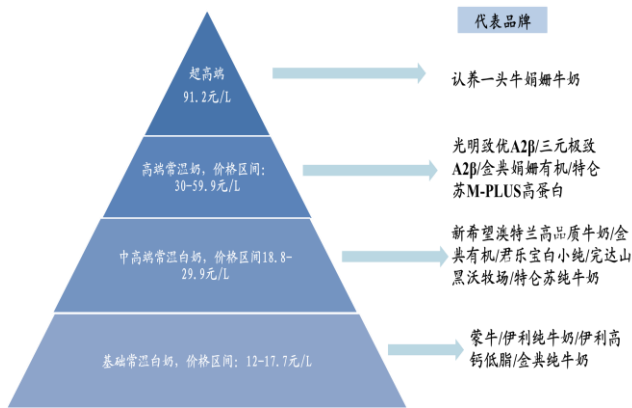 代表品牌
超高端
91.2元/L
认养一头牛娟姗牛奶
高端常温奶，价格区间：
30-59.9元/L
光明致优A2β/三元极致
A2β/金典娟姗有机/特仑
苏M-PLUS高蛋白
中高端常温白奶，价格区间18.8-
29.9元/L
新希望澳特兰高品质牛奶/金
典有机/君乐宝白小纯/完达山
黑沃牧场/特仑苏纯牛奶
基础常温白奶，价格区间：12-17.7元/L
蒙牛/伊利纯牛奶/伊利高
钙低脂/金典纯牛奶